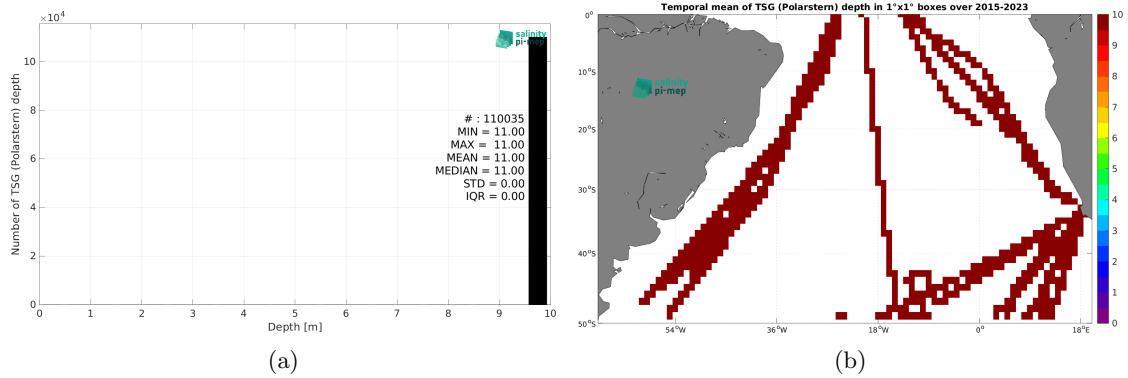 ×10⁴
10
8
6
4
2
0
Number of TSG (Polarstern) depth
salinity
pi-mep
# : 110035
MIN = 11.00
MAX = 11.00
MEAN = 11.00
MEDIAN = 11.00
STD = 0.00
IQR = 0.00
0 1 2 3 4 5 6 7 8 9 10
Depth [m]
(a)
Temporal mean of TSG (Polarstern) depth in 1°x1° boxes over 2015-2023
0°
10°S
20°S
30°S
40°S
50°S
salinity
pi-mep
54°W 36°W 18°W 0° 18°E
10
9
8
7
6
5
4
3
2
1
0
(b)